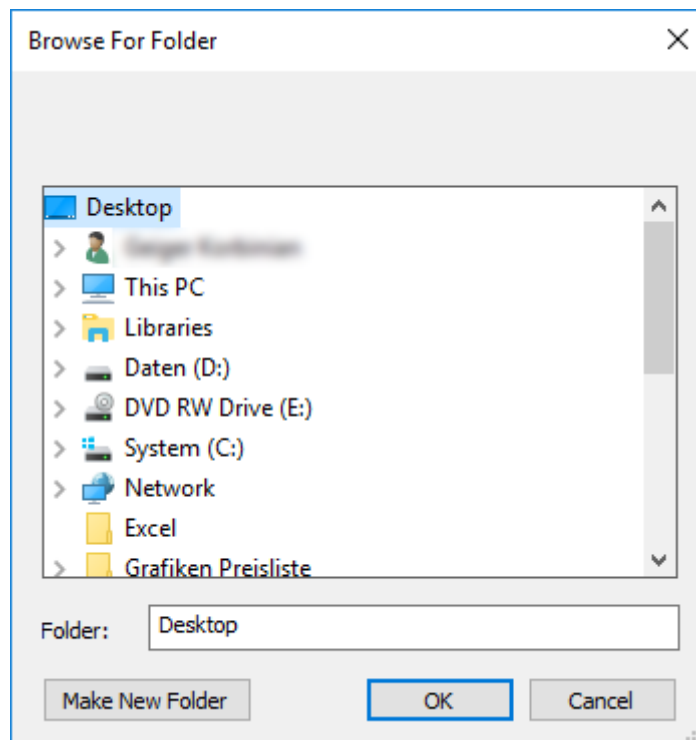 Browse For Folder
Desktop
This PC
Libraries
Daten (D:)
DVD RW Drive (E:)
System (C:)
Network
Excel
Grafiken Preisliste
Folder: Desktop
Make New Folder OK Cancel